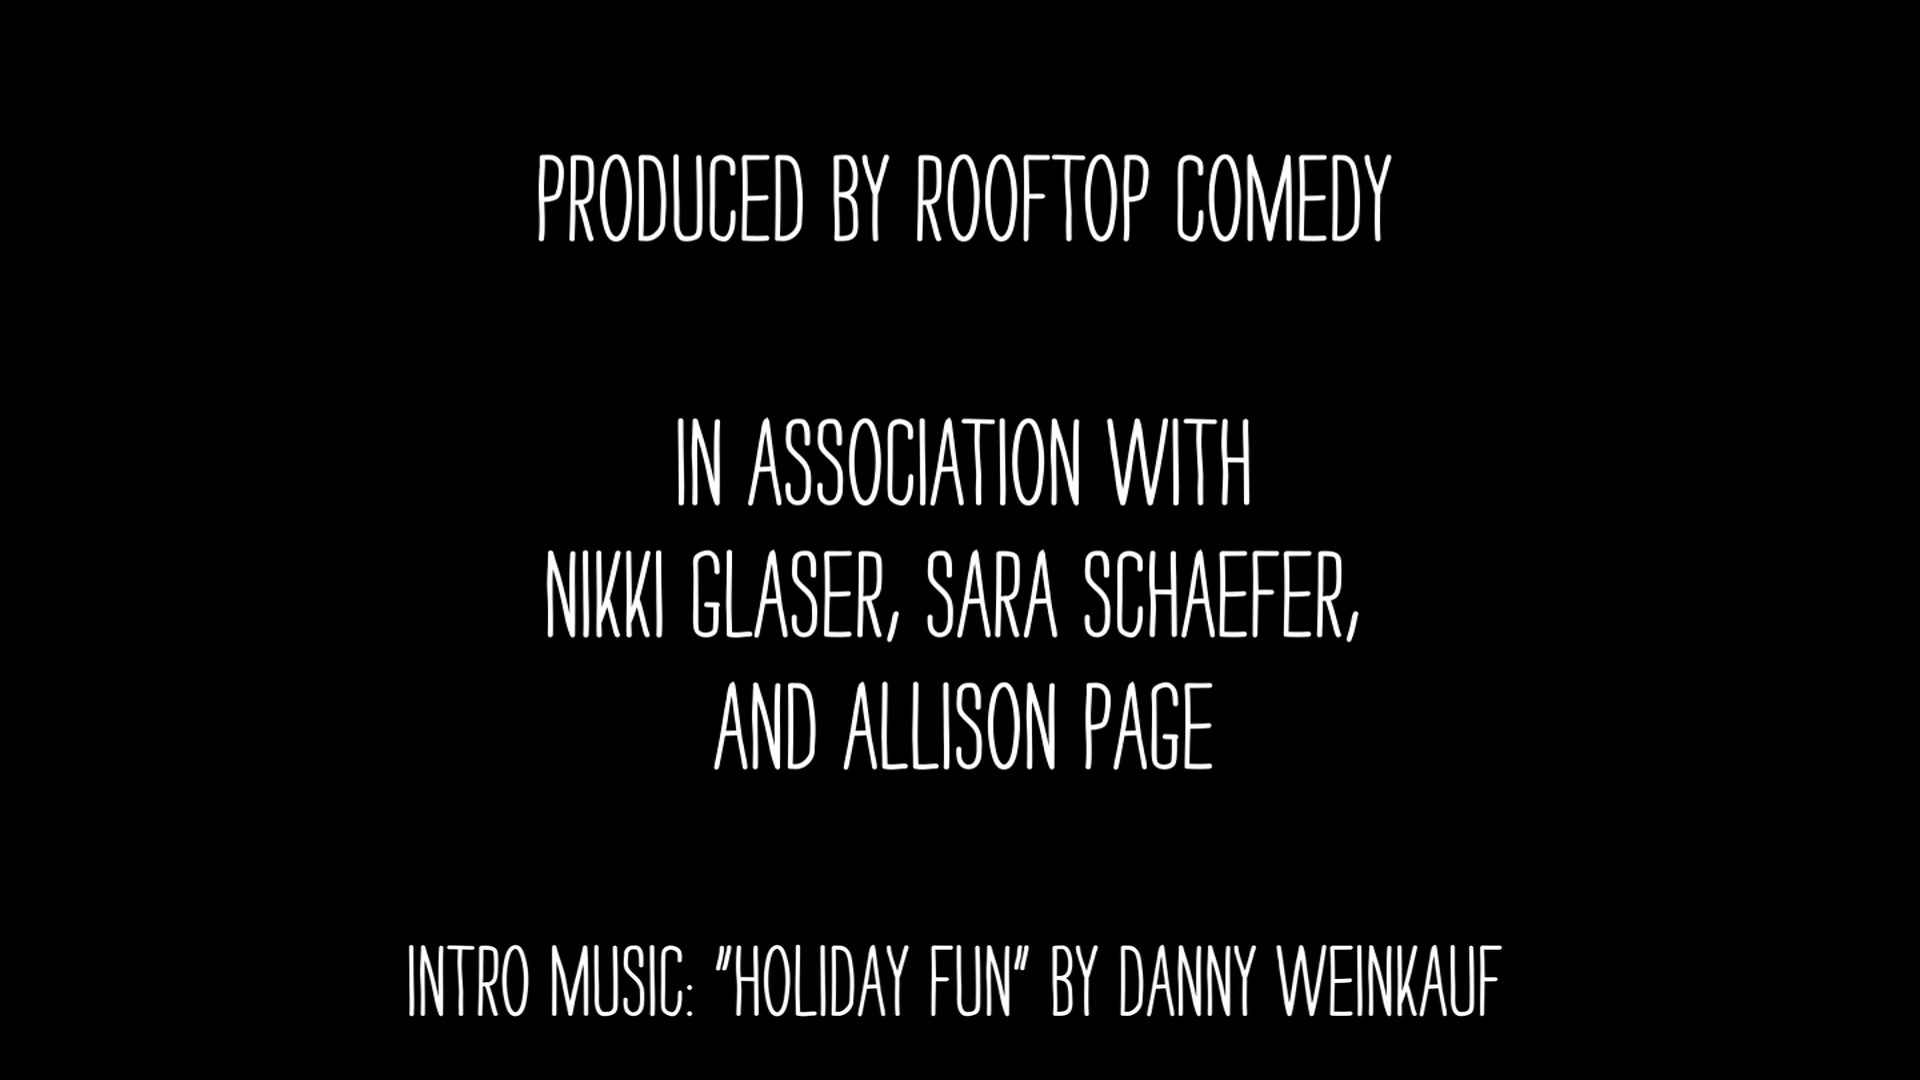 PRODUCED BY ROOFTOP COMEDY
IN ASSOCIATION WITH
NIKKI GLASER, SARA SCHAEFER,
AND ALLISON PAGE
INTRO MUSIC: "HOLIDAY FUN" BY DANNY WEINKAUF